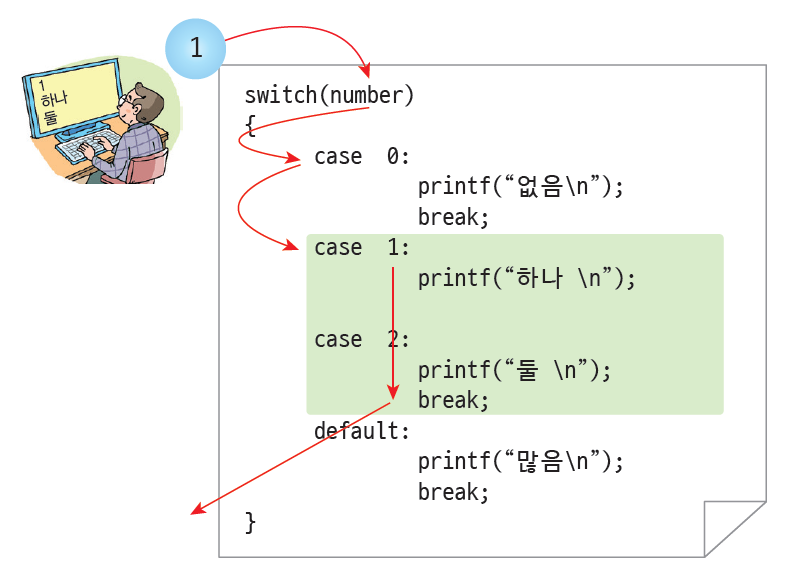 1
1
하나
둘
switch(number)
{
case 0:
printf(“없음\n”);
break;
case 1:
printf(“하나 \n”);
case 2:
printf(“둘 \n”);
break;
default:
printf(“많음\n”);
break;
}